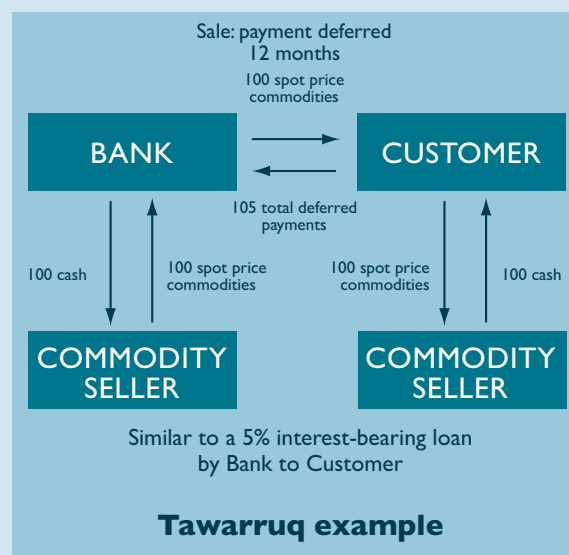 Sale: payment deferred
12 months
100 spot price
commodities
BANK
CUSTOMER
105 total deferred
payments
100 cash
100 spot price
commodities
100 spot price
commodities
100 cash
COMMODITY
SELLER
COMMODITY
SELLER
Similar to a 5% interest-bearing loan
by Bank to Customer
Tawarruq example